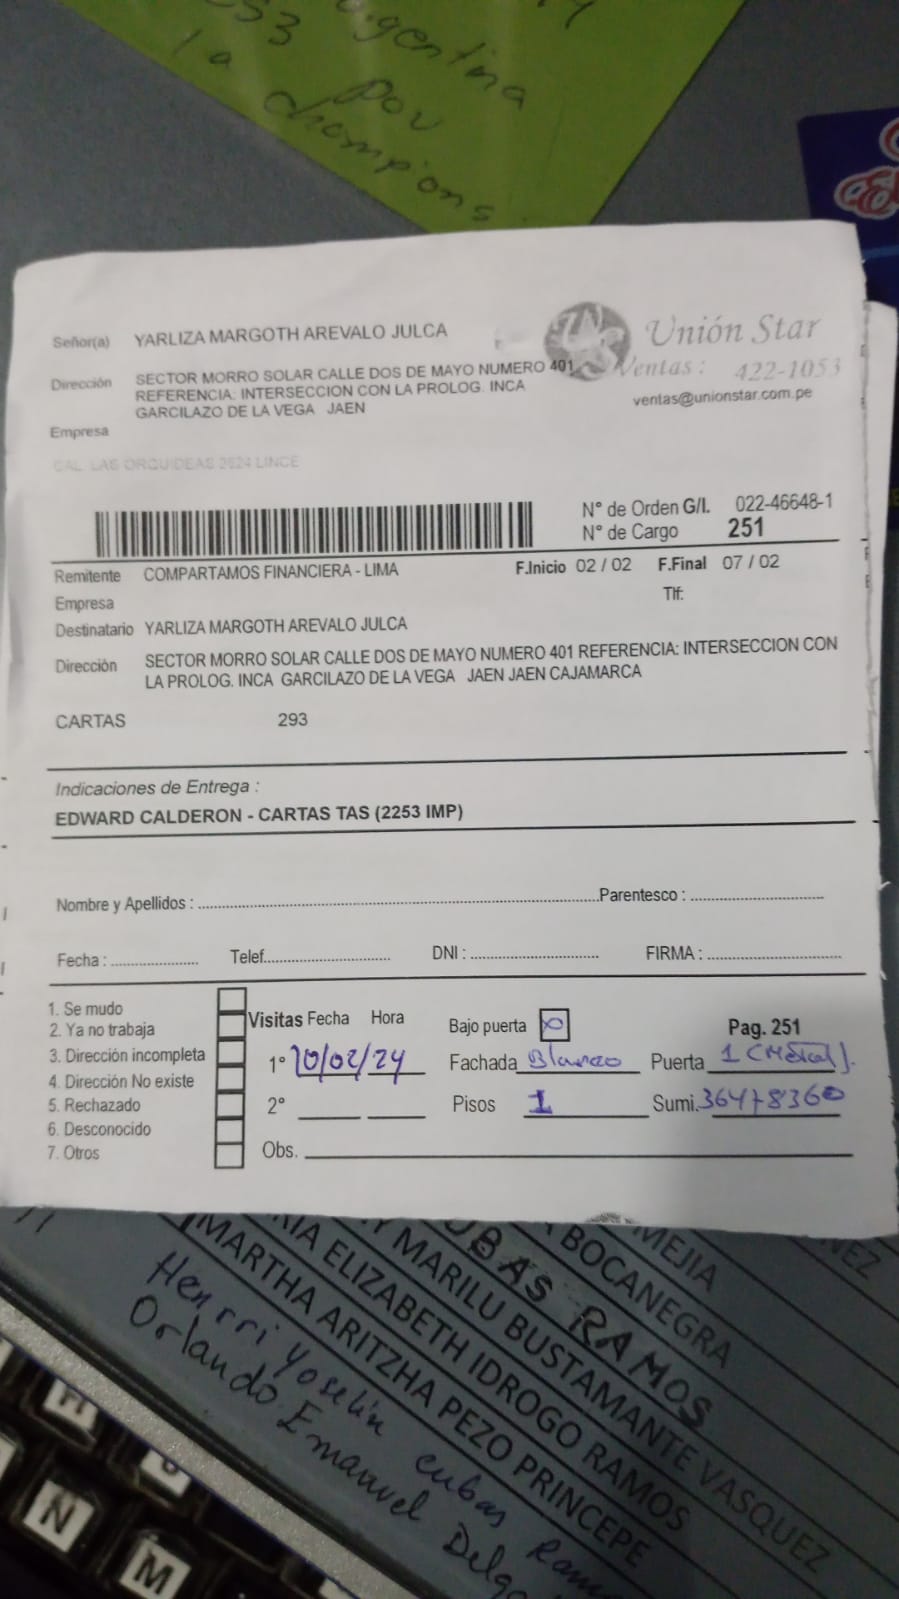 gentina
por
la champions
Señor(a) YARLIZA MARGOTH AREVALO JULCA
Unión Star
Dirección SECTOR MORRO SOLAR CALLE DOS DE MAYO NUMERO 401
REFERENCIA: INTERSECCION CON LA PROLOG. INCA
GARCILAZO DE LA VEGA JAEN
Ventas: 422-1053
ventas@unionstar.com.pe
Empresa
CAL. LAS ORQUIDEAS 2624 LINCE
N° de Orden G/I. 022-46648-1
N° de Cargo 251
Remitente COMPARTAMOS FINANCIERA - LIMA F.Inicio 02 / 02 F.Final 07 / 02
Empresa Tlf:
Destinatario YARLIZA MARGOTH AREVALO JULCA
Dirección SECTOR MORRO SOLAR CALLE DOS DE MAYO NUMERO 401 REFERENCIA: INTERSECCION CON
LA PROLOG. INCA GARCILAZO DE LA VEGA JAEN JAEN CAJAMARCA
CARTAS 293
Indicaciones de Entrega :
EDWARD CALDERON - CARTAS TAS (2253 IMP)
Nombre y Apellidos : Parentesco :
Fecha : Telef. DNI : FIRMA :
1. Se mudo
2. Ya no trabaja
3. Dirección incompleta
4. Dirección No existe
5. Rechazado
6. Desconocido
7. Otros
Visitas Fecha Hora Bajo puerta Pag. 251
1° 10/02/24 Fachada Blanco Puerta 1 (Metal).
2° Pisos 1 Sumi. 36478360
Obs.
MEJIA
BOCANEGRA
CUBAS RAMOS
MARILU BUSTAMANTE VASQUEZ
ELIZABETH IDROGO RAMOS
MARTHA ARITZHA PEZO PRINCEPE
Henrri Yoselin cubas
Orlando Emanuel
N
M